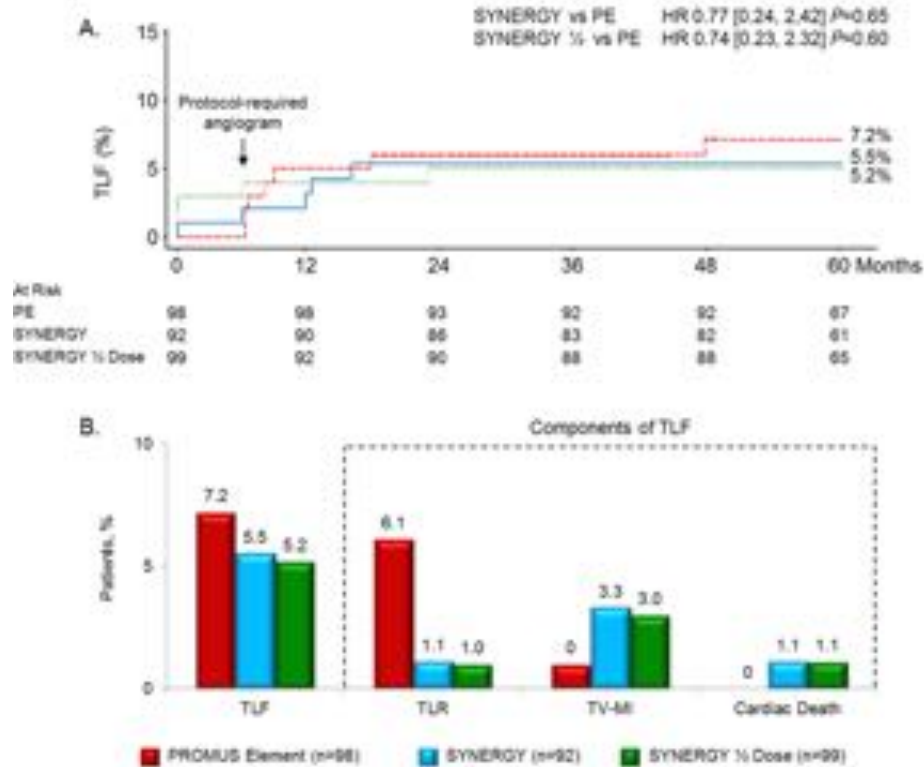 A.
SYNERGY vs PE HR 0.77 [0.24, 2.42] P=0.65
SYNERGY ½ vs PE HR 0.74 [0.23, 2.32] P=0.60
15
10
5
0
TLF (%)
Protocol-required
angiogram
7.2%
5.5%
5.2%
0 12 24 36 48 60 Months
At Risk
PE 98 98 93 92 92 67
SYNERGY 92 90 86 83 82 61
SYNERGY ½ Dose 99 92 90 88 88 65
B.
Components of TLF
10
5
0
Patients, %
7.2 5.5 5.2
6.1 1.1 1.0
0 3.3 3.0
0 1.1 1.1
TLF TLR TV-MI Cardiac Death
PROMUS Element (n=98) SYNERGY (n=92) SYNERGY ½ Dose (n=99)